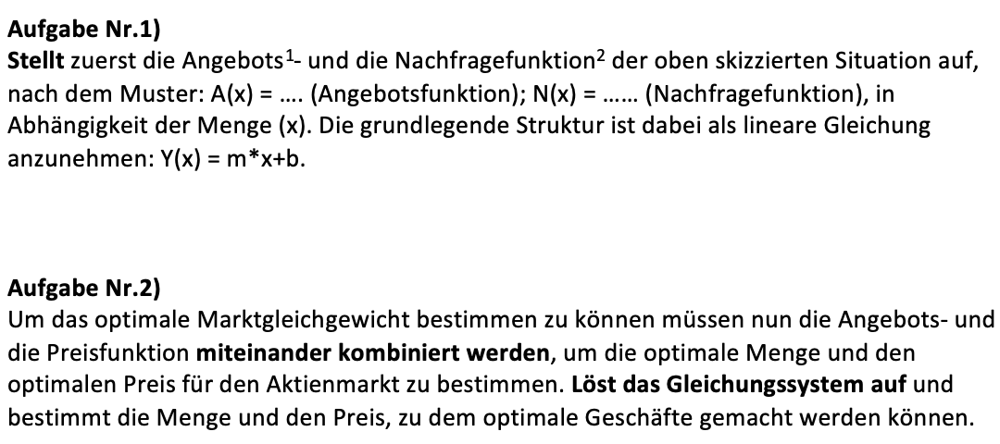 Aufgabe Nr.1)
Stellt zuerst die Angebots¹- und die Nachfragefunktion² der oben skizzierten Situation auf,
nach dem Muster: A(x) = .... (Angebotsfunktion); N(x) = ...... (Nachfragefunktion), in
Abhängigkeit der Menge (x). Die grundlegende Struktur ist dabei als lineare Gleichung
anzunehmen: Y(x) = m*x+b.
Aufgabe Nr.2)
Um das optimale Marktgleichgewicht bestimmen zu können müssen nun die Angebots- und
die Preisfunktion miteinander kombiniert werden, um die optimale Menge und den
optimalen Preis für den Aktienmarkt zu bestimmen. Löst das Gleichungssystem auf und
bestimmt die Menge und den Preis, zu dem optimale Geschäfte gemacht werden können.